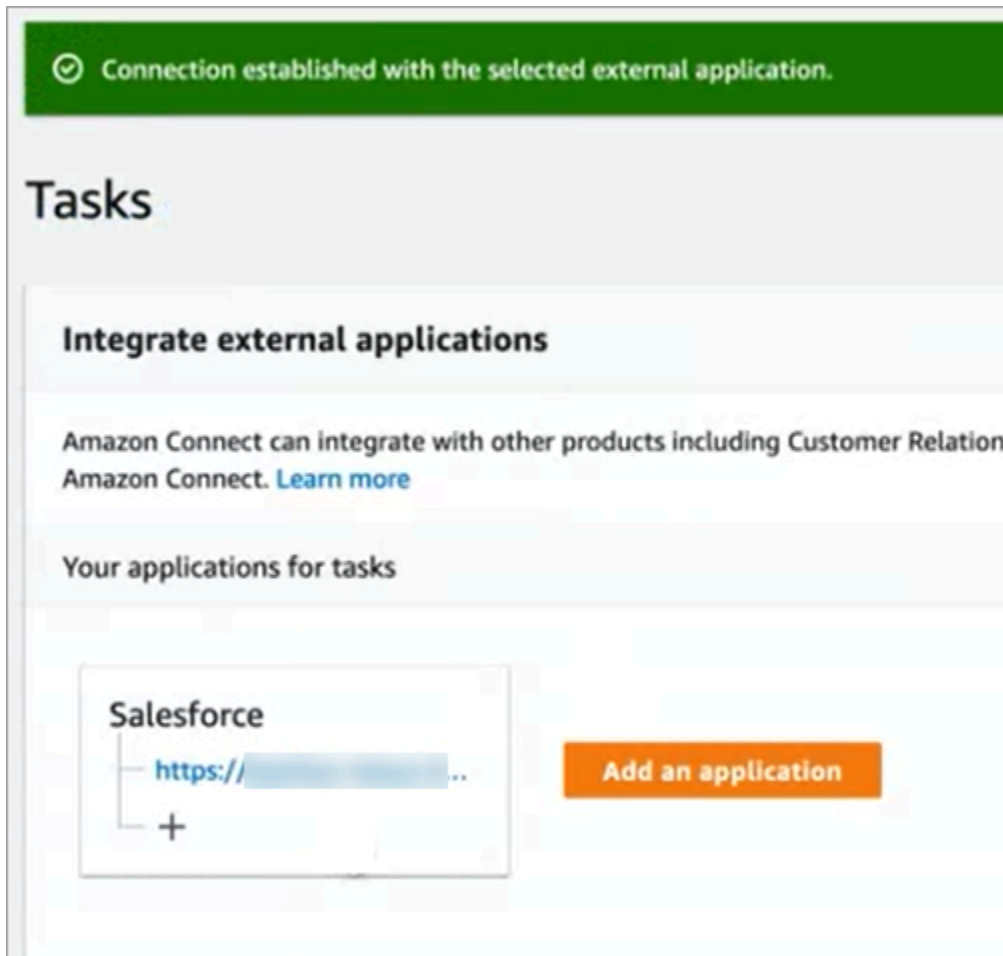 Connection established with the selected external application.
Tasks
Integrate external applications
Amazon Connect can integrate with other products including Customer Relation
Amazon Connect. Learn more
Your applications for tasks
Salesforce
https://...
+
Add an application